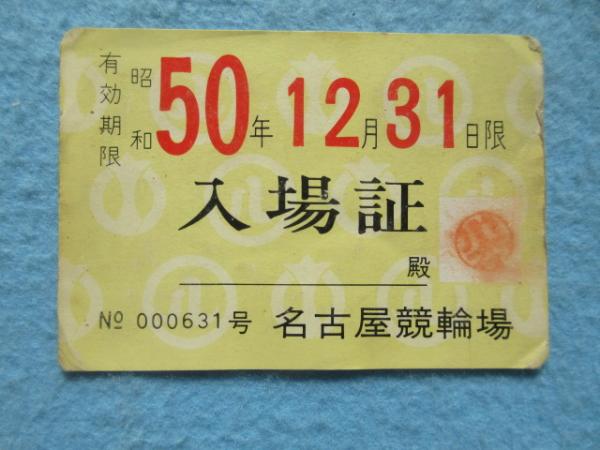 有効期限 昭和50年12月31日限
入場証
殿
№ 000631号 名古屋競輪場